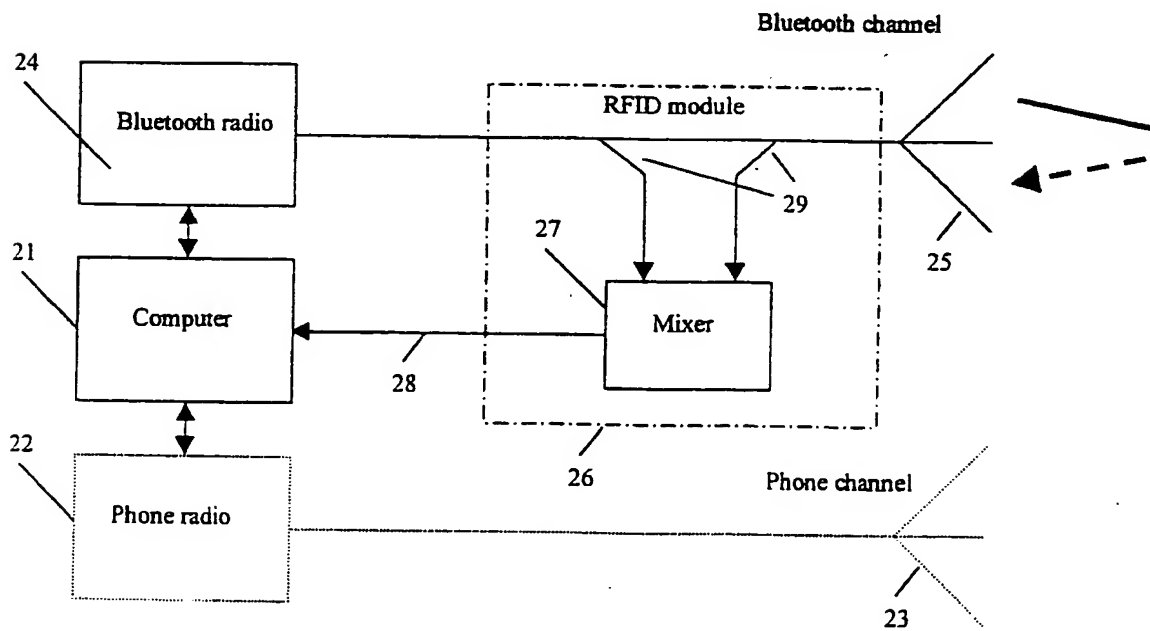 Bluetooth channel
24
Bluetooth radio
RFID module
29
25
21
27
Computer
Mixer
28
22
26
Phone channel
Phone radio
23